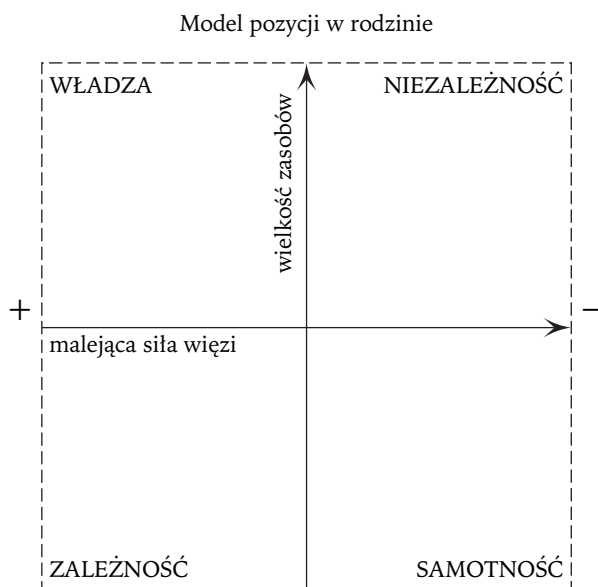 Model pozycji w rodzinie
WŁADZA
NIEZALEŻNOŚĆ
wielkość zasobów
+
–
malejąca siła więzi
ZALEŻNOŚĆ
SAMOTNOŚĆ